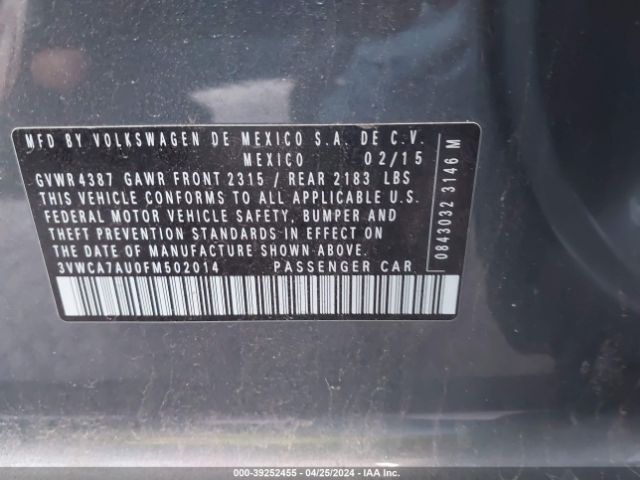 MFD BY VOLKSWAGEN DE MEXICO S.A. DE C.V.
MEXICO 02/15
GVWR 4387 GAWR FRONT 2315 / REAR 2183 LBS
THIS VEHICLE CONFORMS TO ALL APPLICABLE U.S.
FEDERAL MOTOR VEHICLE SAFETY, BUMPER AND
THEFT PREVENTION STANDARDS IN EFFECT ON
THE DATE OF MANUFACTURE SHOWN ABOVE.
3VWCA7AU0FM502014 PASSENGER CAR
0843032 3146 M
000-39252455 - 04/25/2024 - IAA Inc.